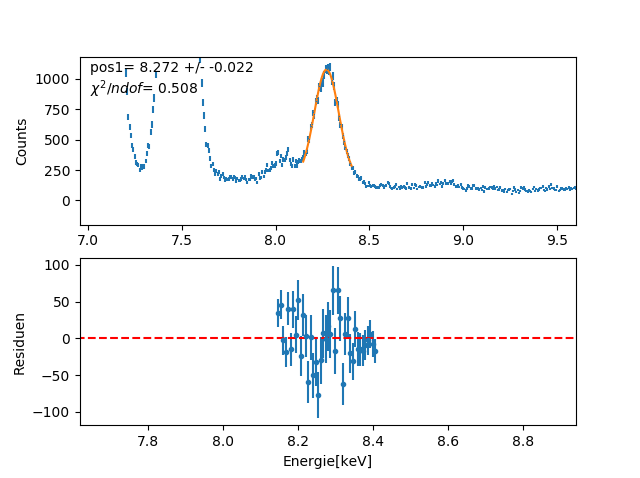 pos1= 8.272 +/- -0.022
χ²/ndof= 0.508
Counts
1000
750
500
250
0
7.0 7.5 8.0 8.5 9.0 9.5
Residuen
100
50
0
−50
−100
7.8 8.0 8.2 8.4 8.6 8.8
Energie[keV]